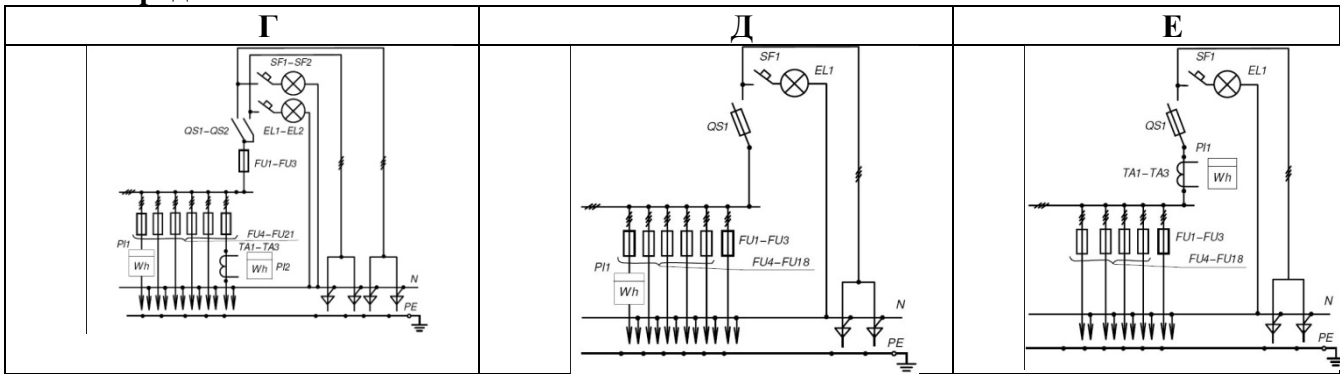 Г
Д
Е
SF1–SF2
QS1–QS2
EL1–EL2
FU1–FU3
FU4–FU21
TA1–TA3
PI1
Wh
Wh
PI2
N
PE
SF1
EL1
QS1
FU1–FU3
FU4–FU18
PI1
Wh
N
PE
SF1
EL1
QS1
PI1
TA1–TA3
Wh
FU1–FU3
FU4–FU18
N
PE